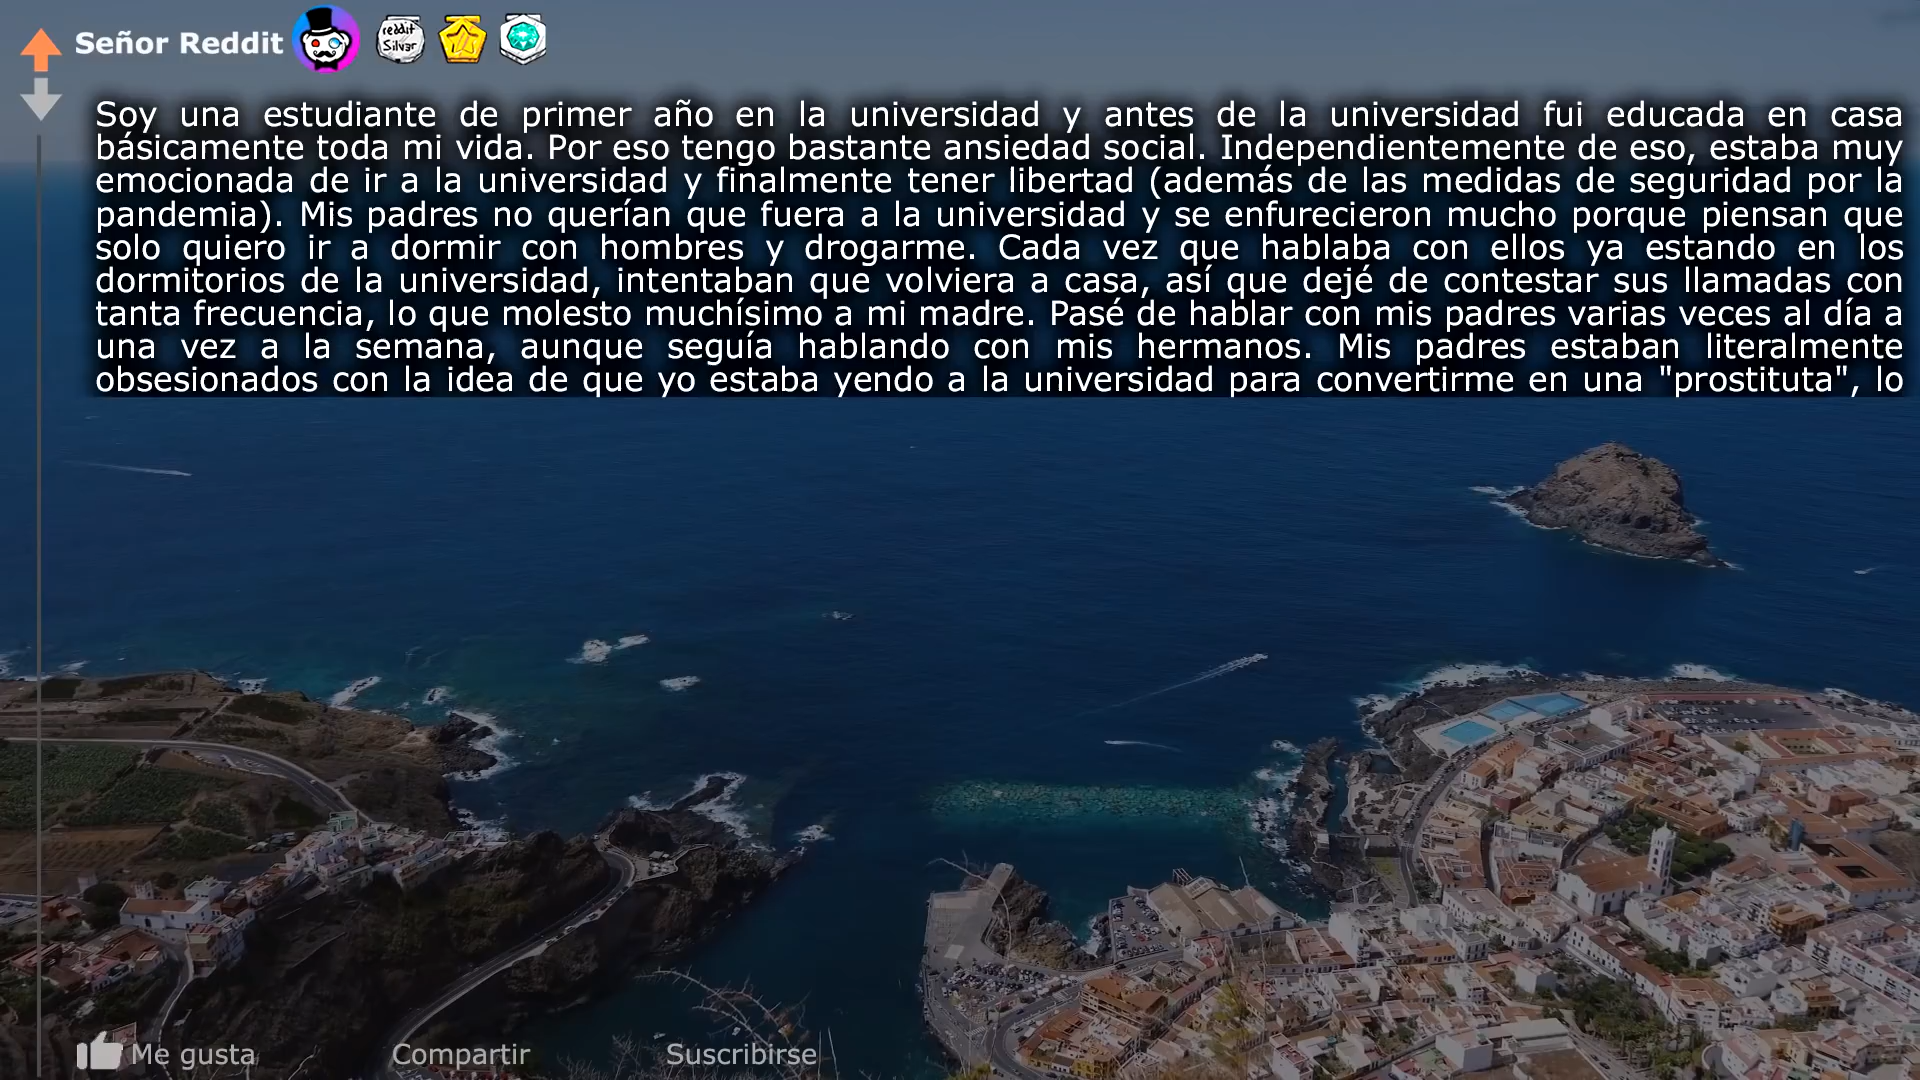 Señor Reddit
reddit
Silver
Soy una estudiante de primer año en la universidad y antes de la universidad fui educada en casa
básicamente toda mi vida. Por eso tengo bastante ansiedad social. Independientemente de eso, estaba muy
emocionada de ir a la universidad y finalmente tener libertad (además de las medidas de seguridad por la
pandemia). Mis padres no querían que fuera a la universidad y se enfurecieron mucho porque piensan que
solo quiero ir a dormir con hombres y drogarme. Cada vez que hablaba con ellos ya estando en los
dormitorios de la universidad, intentaban que volviera a casa, así que dejé de contestar sus llamadas con
tanta frecuencia, lo que molesto muchísimo a mi madre. Pasé de hablar con mis padres varias veces al día a
una vez a la semana, aunque seguía hablando con mis hermanos. Mis padres estaban literalmente
obsesionados con la idea de que yo estaba yendo a la universidad para convertirme en una "prostituta", lo
Me gusta Compartir Suscribirse